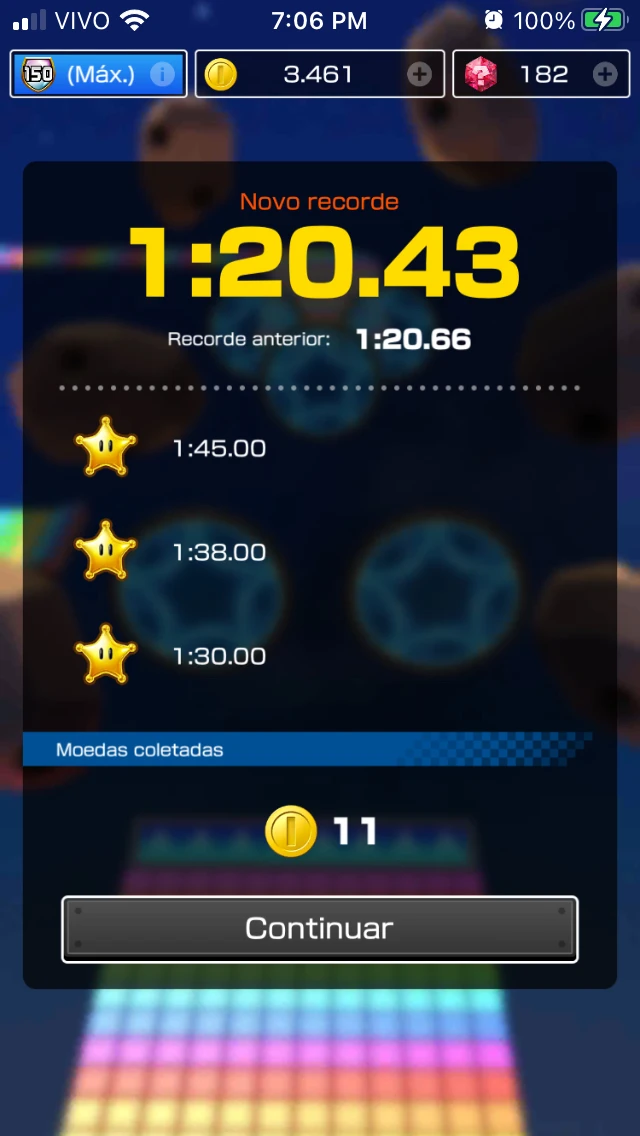 VIVO 7:06 PM 100%
150 (Máx.) i 3.461 + ? 182 +
Novo recorde
1:20.43
Recorde anterior: 1:20.66
1:45.00
1:38.00
1:30.00
Moedas coletadas
11
Continuar